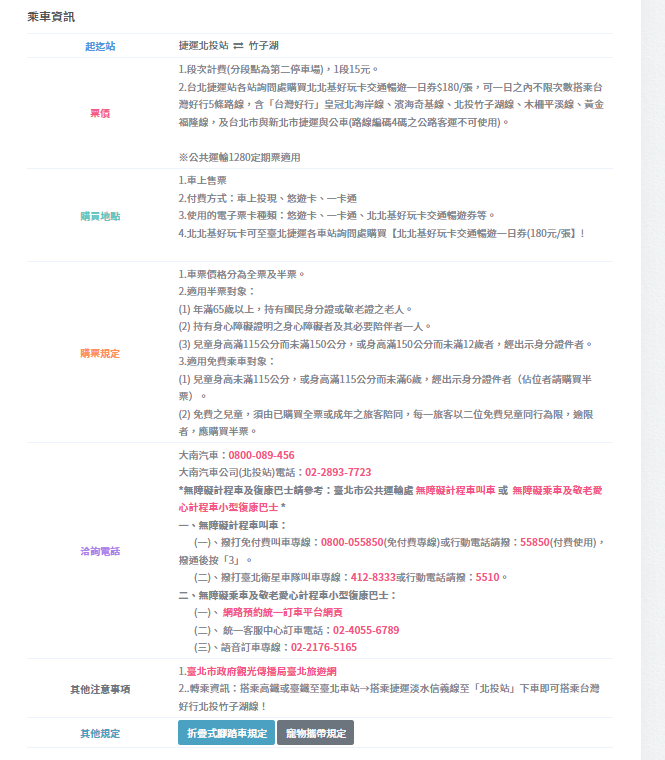 乘車資訊
起迄站
捷運北投站 ⇌ 竹子湖
票價
1.段次計費(分段點為第二停車場)，1段15元。
2.台北捷運站各站詢問處購買北北基好玩卡交通暢遊一日券$180/張，可一日之內不限次數搭乘台
灣好行5條路線，含「台灣好行」皇冠北海岸線、濱海奇基線、北投竹子湖線、木柵平溪線、黃金
福隆線，及台北市與新北市捷運與公車(路線編碼4碼之公路客運不可使用)。
※公共運輸1280定期票適用
購買地點
1.車上售票
2.付費方式：車上投現、悠遊卡、一卡通
3.使用的電子票卡種類：悠遊卡、一卡通、北北基好玩卡交通暢遊券等。
4.北北基好玩卡可至臺北捷運各車站詢問處購買【北北基好玩卡交通暢遊一日券(180元/張】!
購票規定
1.車票價格分為全票及半票。
2.適用半票對象：
(1) 年滿65歲以上，持有國民身分證或敬老證之老人。
(2) 持有身心障礙證明之身心障礙者及其必要陪伴者一人。
(3) 兒童身高滿115公分而未滿150公分，或身高滿150公分而未滿12歲者，經出示身分證件者。
3.適用免費乘車對象：
(1) 兒童身高未滿115公分，或身高滿115公分而未滿6歲，經出示身分證件者（佔位者請購買半
票）。
(2) 免費之兒童，須由已購買全票或成年之旅客陪同，每一旅客以二位免費兒童同行為限，逾限
者，應購買半票。
洽詢電話
大南汽車：0800-089-456
大南汽車公司(北投站)電話：02-2893-7723
*無障礙計程車及復康巴士請參考：臺北市公共運輸處 無障礙計程車叫車 或 無障礙乘車及敬老愛
心計程車小型復康巴士 *
一、無障礙計程車叫車：
(一)、撥打免付費叫車專線：0800-055850(免付費專線)或行動電話請撥：55850(付費使用)，
撥通後按「3」。
(二)、撥打臺北衛星車隊叫車專線：412-8333或行動電話請撥：5510。
二、無障礙乘車及敬老愛心計程車小型復康巴士：
(一)、網路預約統一訂車平台網頁
(二)、統一客服中心訂車電話：02-4055-6789
(三)、語音訂車專線：02-2176-5165
其他注意事項
1.臺北市政府觀光傳播局臺北旅遊網
2..轉乘資訊：搭乘高鐵或臺鐵至臺北車站→搭乘捷運淡水信義線至「北投站」下車即可搭乘台灣
好行北投竹子湖線！
其他規定
折疊式腳踏車規定 寵物攜帶規定